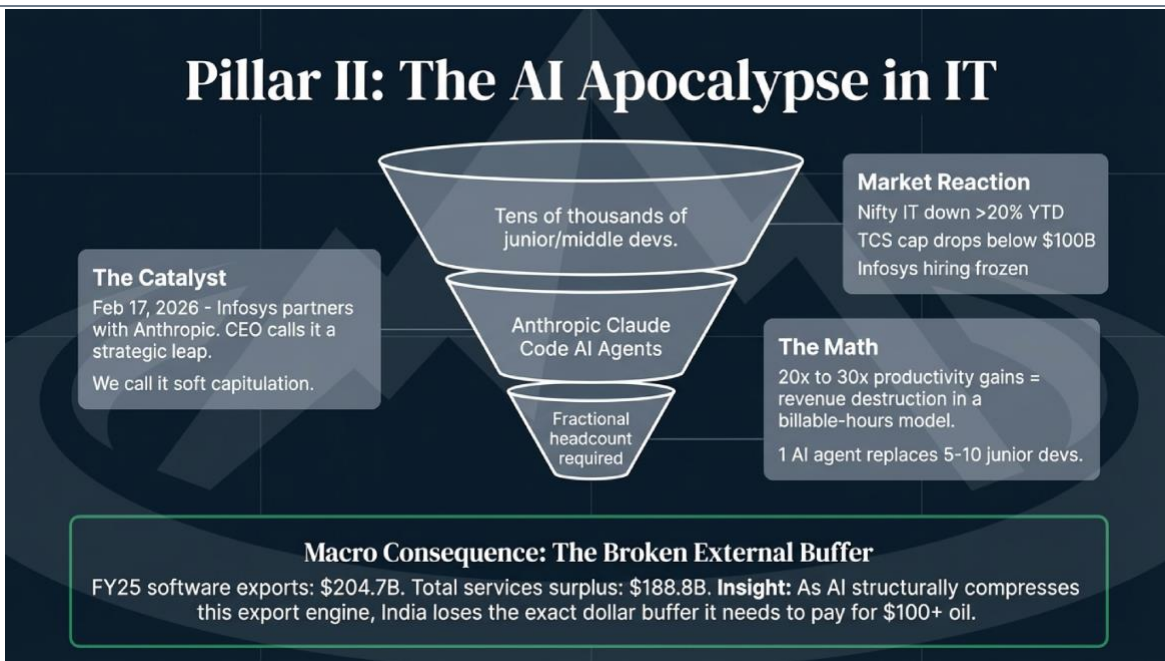 Pillar II: The AI Apocalypse in IT
Tens of thousands of
junior/middle devs.
Market Reaction
Nifty IT down >20% YTD
TCS cap drops below $100B
Infosys hiring frozen
The Catalyst
Feb 17, 2026 - Infosys partners
with Anthropic. CEO calls it a
strategic leap.
We call it soft capitulation.
Anthropic Claude
Code AI Agents
The Math
20x to 30x productivity gains =
revenue destruction in a
billable-hours model.
1 AI agent replaces 5-10 junior devs.
Fractional
headcount
required
Macro Consequence: The Broken External Buffer
FY25 software exports: $204.7B. Total services surplus: $188.8B. Insight: As AI structurally compresses
this export engine, India loses the exact dollar buffer it needs to pay for $100+ oil.